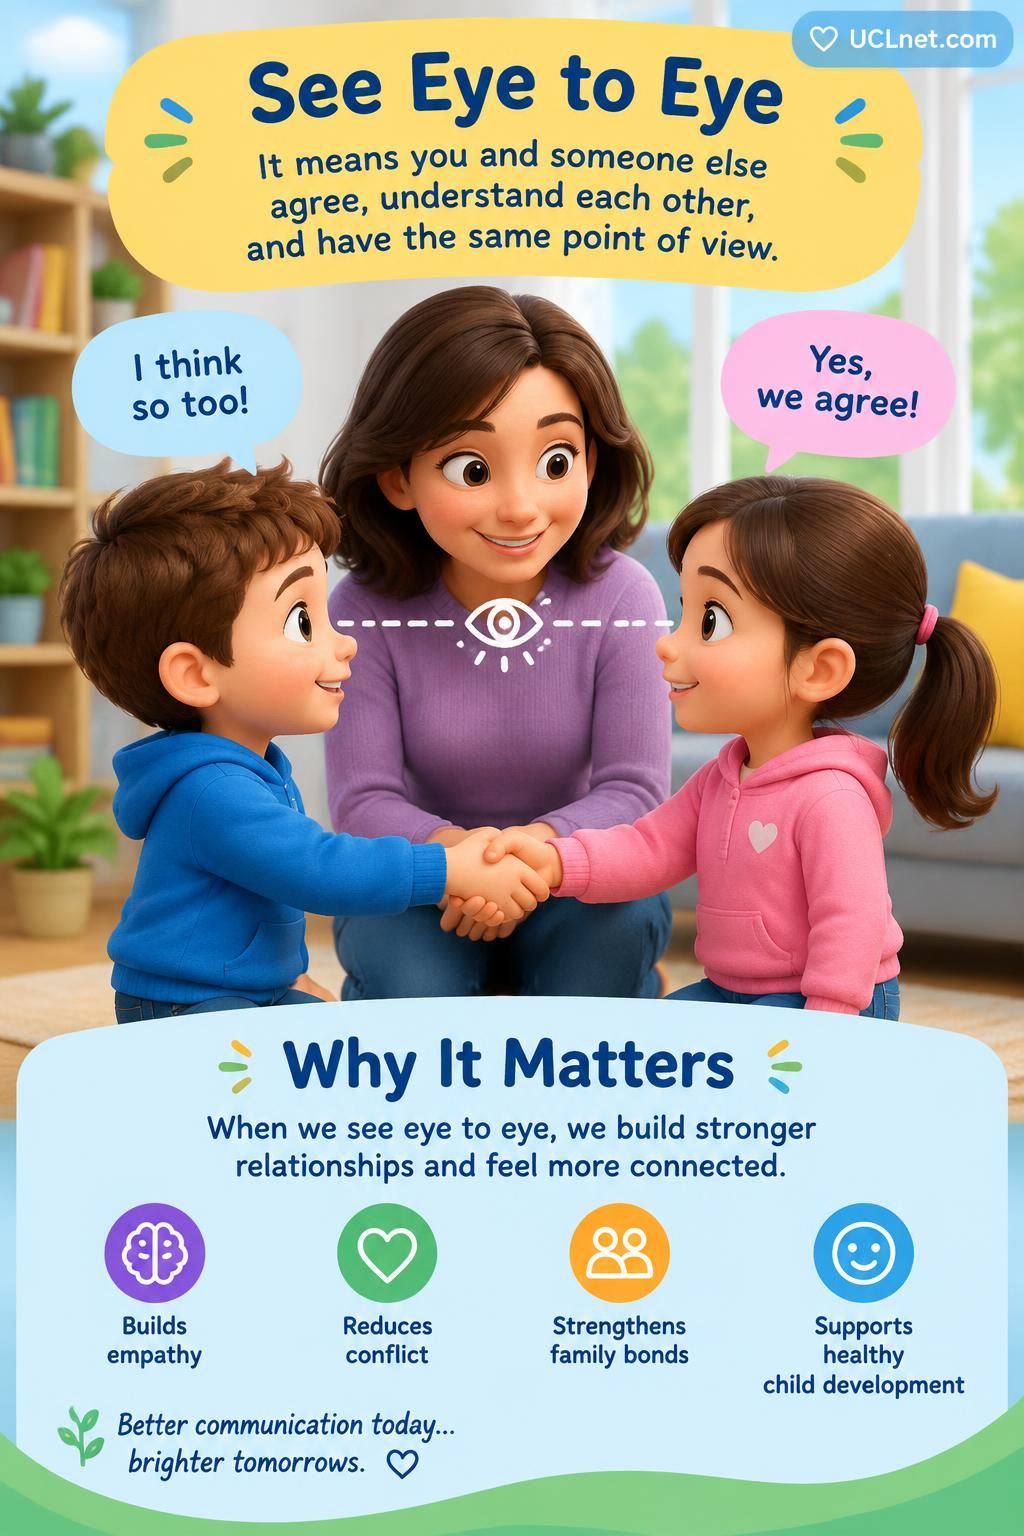 UCLnet.com
See Eye to Eye
It means you and someone else
agree, understand each other,
and have the same point of view.
I think
so too!
Yes,
we agree!
Why It Matters
When we see eye to eye, we build stronger
relationships and feel more connected.
Builds
empathy
Reduces
conflict
Strengthens
family bonds
Supports
healthy
child development
Better communication today...
brighter tomorrows.